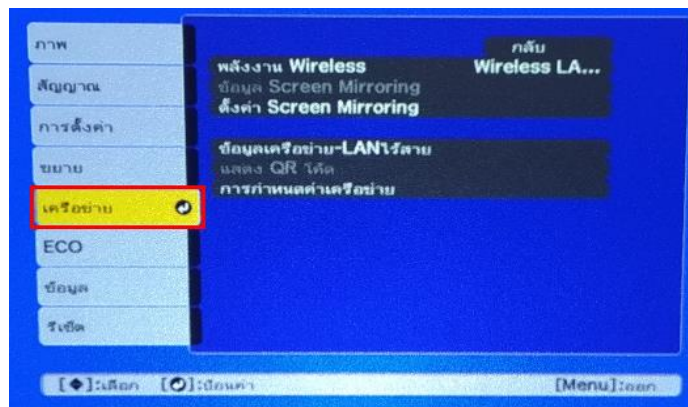 ภาพ
สัญญาณ
การตั้งค่า
ขยาย
เครือข่าย
ECO
ข้อมูล
รีเซ็ต
กลับ
พลังงาน Wireless Wireless LA...
ข้อมูล Screen Mirroring
ตั้งค่า Screen Mirroring
ข้อมูลเครือข่าย-LANไร้สาย
แสดง QR โค้ด
การกำหนดค่าเครือข่าย
[◆]:เลือก [↵]:ป้อนค่า [Menu]:ออก